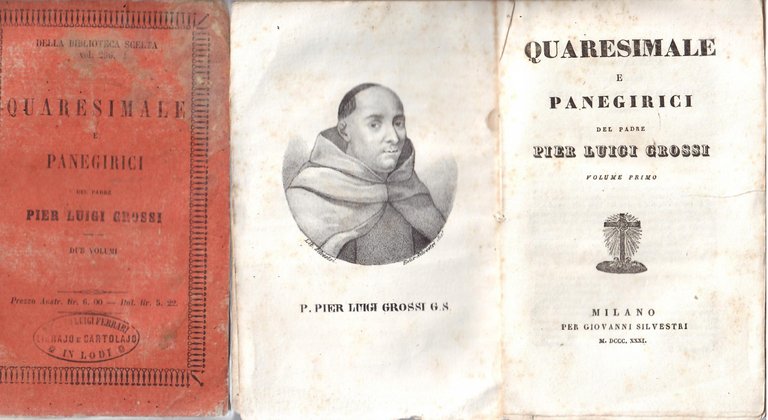 DELLA BIBLIOTECA SCELTA
vol. 296.
QUARESIMALE
E
PANEGIRICI
DEL PADRE
PIER LUIGI GROSSI
DUE VOLUMI
Prezzo Austr. lir. 6. 00 — Ital. lir. 5. 22.
LUIGI FERRARI
LIBRAJO e CARTOLAJO
IN LODI
P. PIER LUIGI GROSSI G.S.
QUARESIMALE
E
PANEGIRICI
DEL PADRE
PIER LUIGI GROSSI
VOLUME PRIMO
MILANO
PER GIOVANNI SILVESTRI
M. DCCC. XXXI.